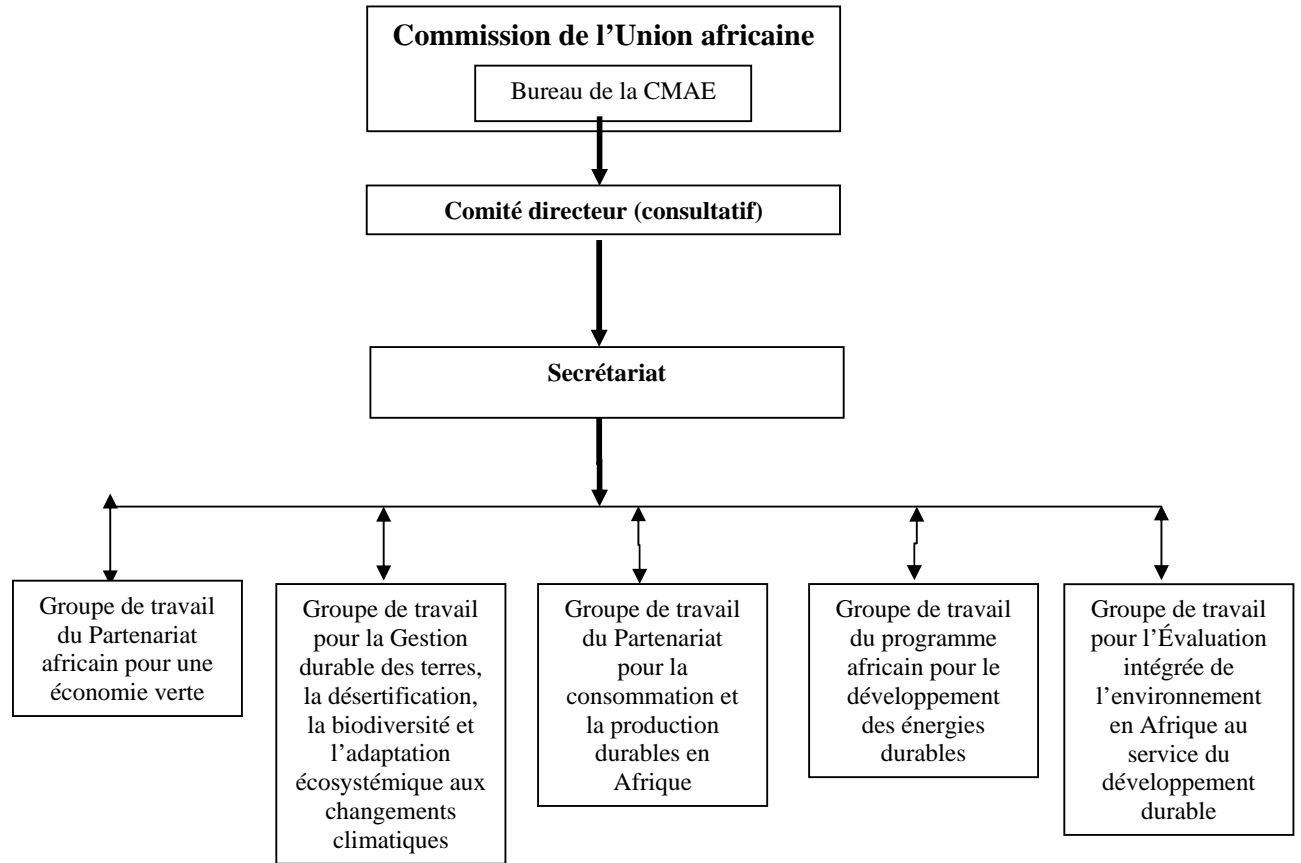 Commission de l’Union africaine
Bureau de la CMAE
Comité directeur (consultatif)
Secrétariat
Groupe de travail
du Partenariat
africain pour une
économie verte
Groupe de travail
pour la Gestion
durable des terres,
la désertification,
la biodiversité et
l’adaptation
écosystémique aux
changements
climatiques
Groupe de travail
du Partenariat
pour la
consommation et
la production
durables en
Afrique
Groupe de travail
du programme
africain pour le
développement
des énergies
durables
Groupe de travail
pour l’Évaluation
intégrée de
l’environnement
en Afrique au
service du
développement
durable